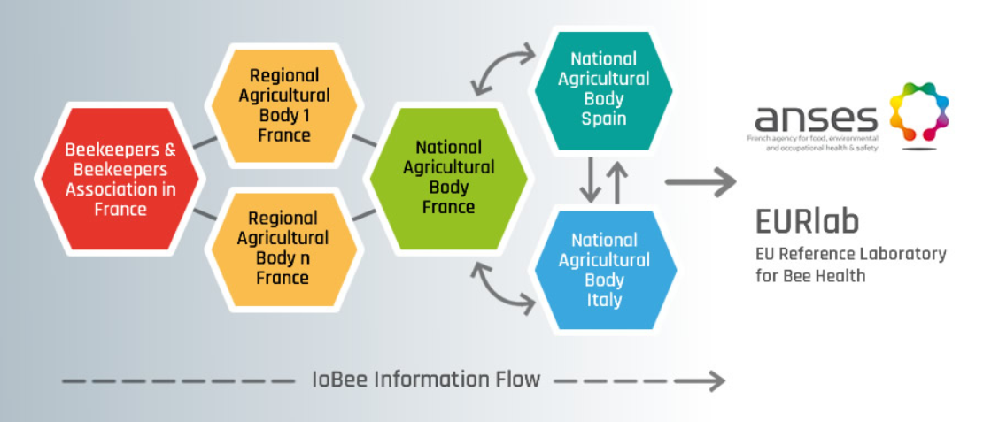 Beekeepers &
Beekeepers
Association in
France
Regional
Agricultural
Body 1
France
Regional
Agricultural
Body n
France
National
Agricultural
Body
France
National
Agricultural
Body
Spain
National
Agricultural
Body
Italy
anses
French agency for food, environmental
and occupational health & safety
EURlab
EU Reference Laboratory
for Bee Health
IoBee Information Flow